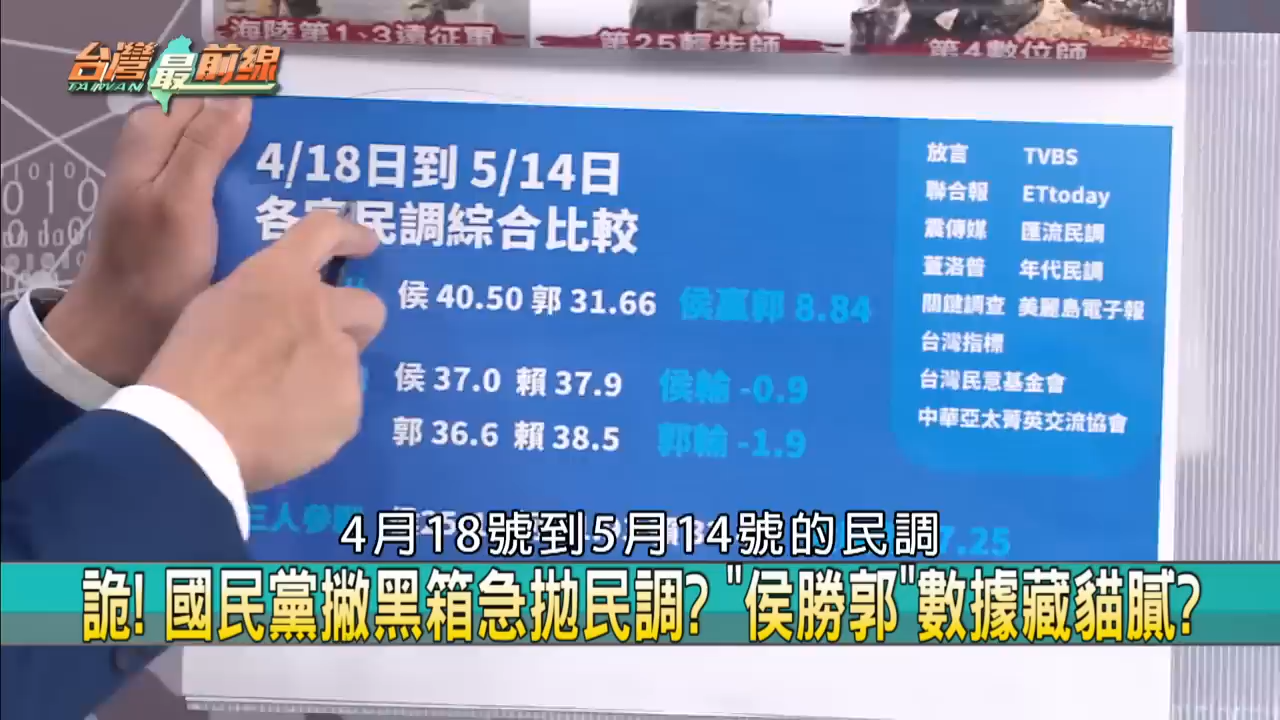 海陸第1、3遠征軍
第25輕步師
第4數位師
台灣最前線
TAIWAN
4/18日到 5/14日
各家民調綜合比較
侯 40.50 郭 31.66 侯贏郭 8.84
侯 37.0 賴 37.9 侯輸 -0.9
郭 36.6 賴 38.5 郭輸 -1.9
三人參
7.25
放言 TVBS
聯合報 ETtoday
震傳媒 匯流民調
蓋洛普 年代民調
關鍵調查 美麗島電子報
台灣指標
台灣民意基金會
中華亞太菁英交流協會
4月18號到5月14號的民調
詭! 國民黨撇黑箱急拋民調? "侯勝郭"數據藏貓膩?